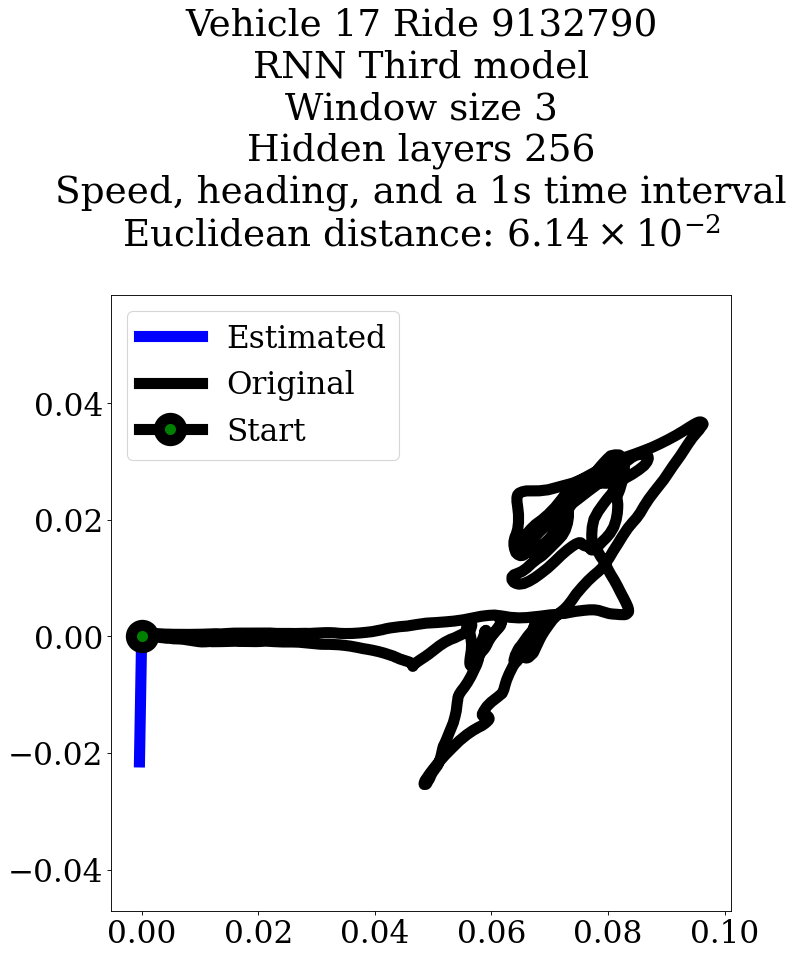 Vehicle 17 Ride 9132790
RNN Third model
Window size 3
Hidden layers 256
Speed, heading, and a 1s time interval
Euclidean distance: 6.14 × 10⁻²
Estimated
Original
Start
0.04
0.02
0.00
−0.02
−0.04
0.00 0.02 0.04 0.06 0.08 0.10